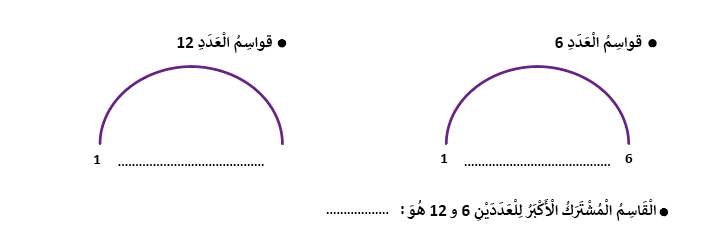 ● قواسِمُ الْعَدَدِ 6
● قواسِمُ الْعَدَدِ 12
1 ...................................... 6
1 ......................................
● الْقَاسِمُ الْمُشْتَرَكُ الْأَكْبَرُ لِلْعَدَدَيْنِ 6 و 12 هُوَ : ..................